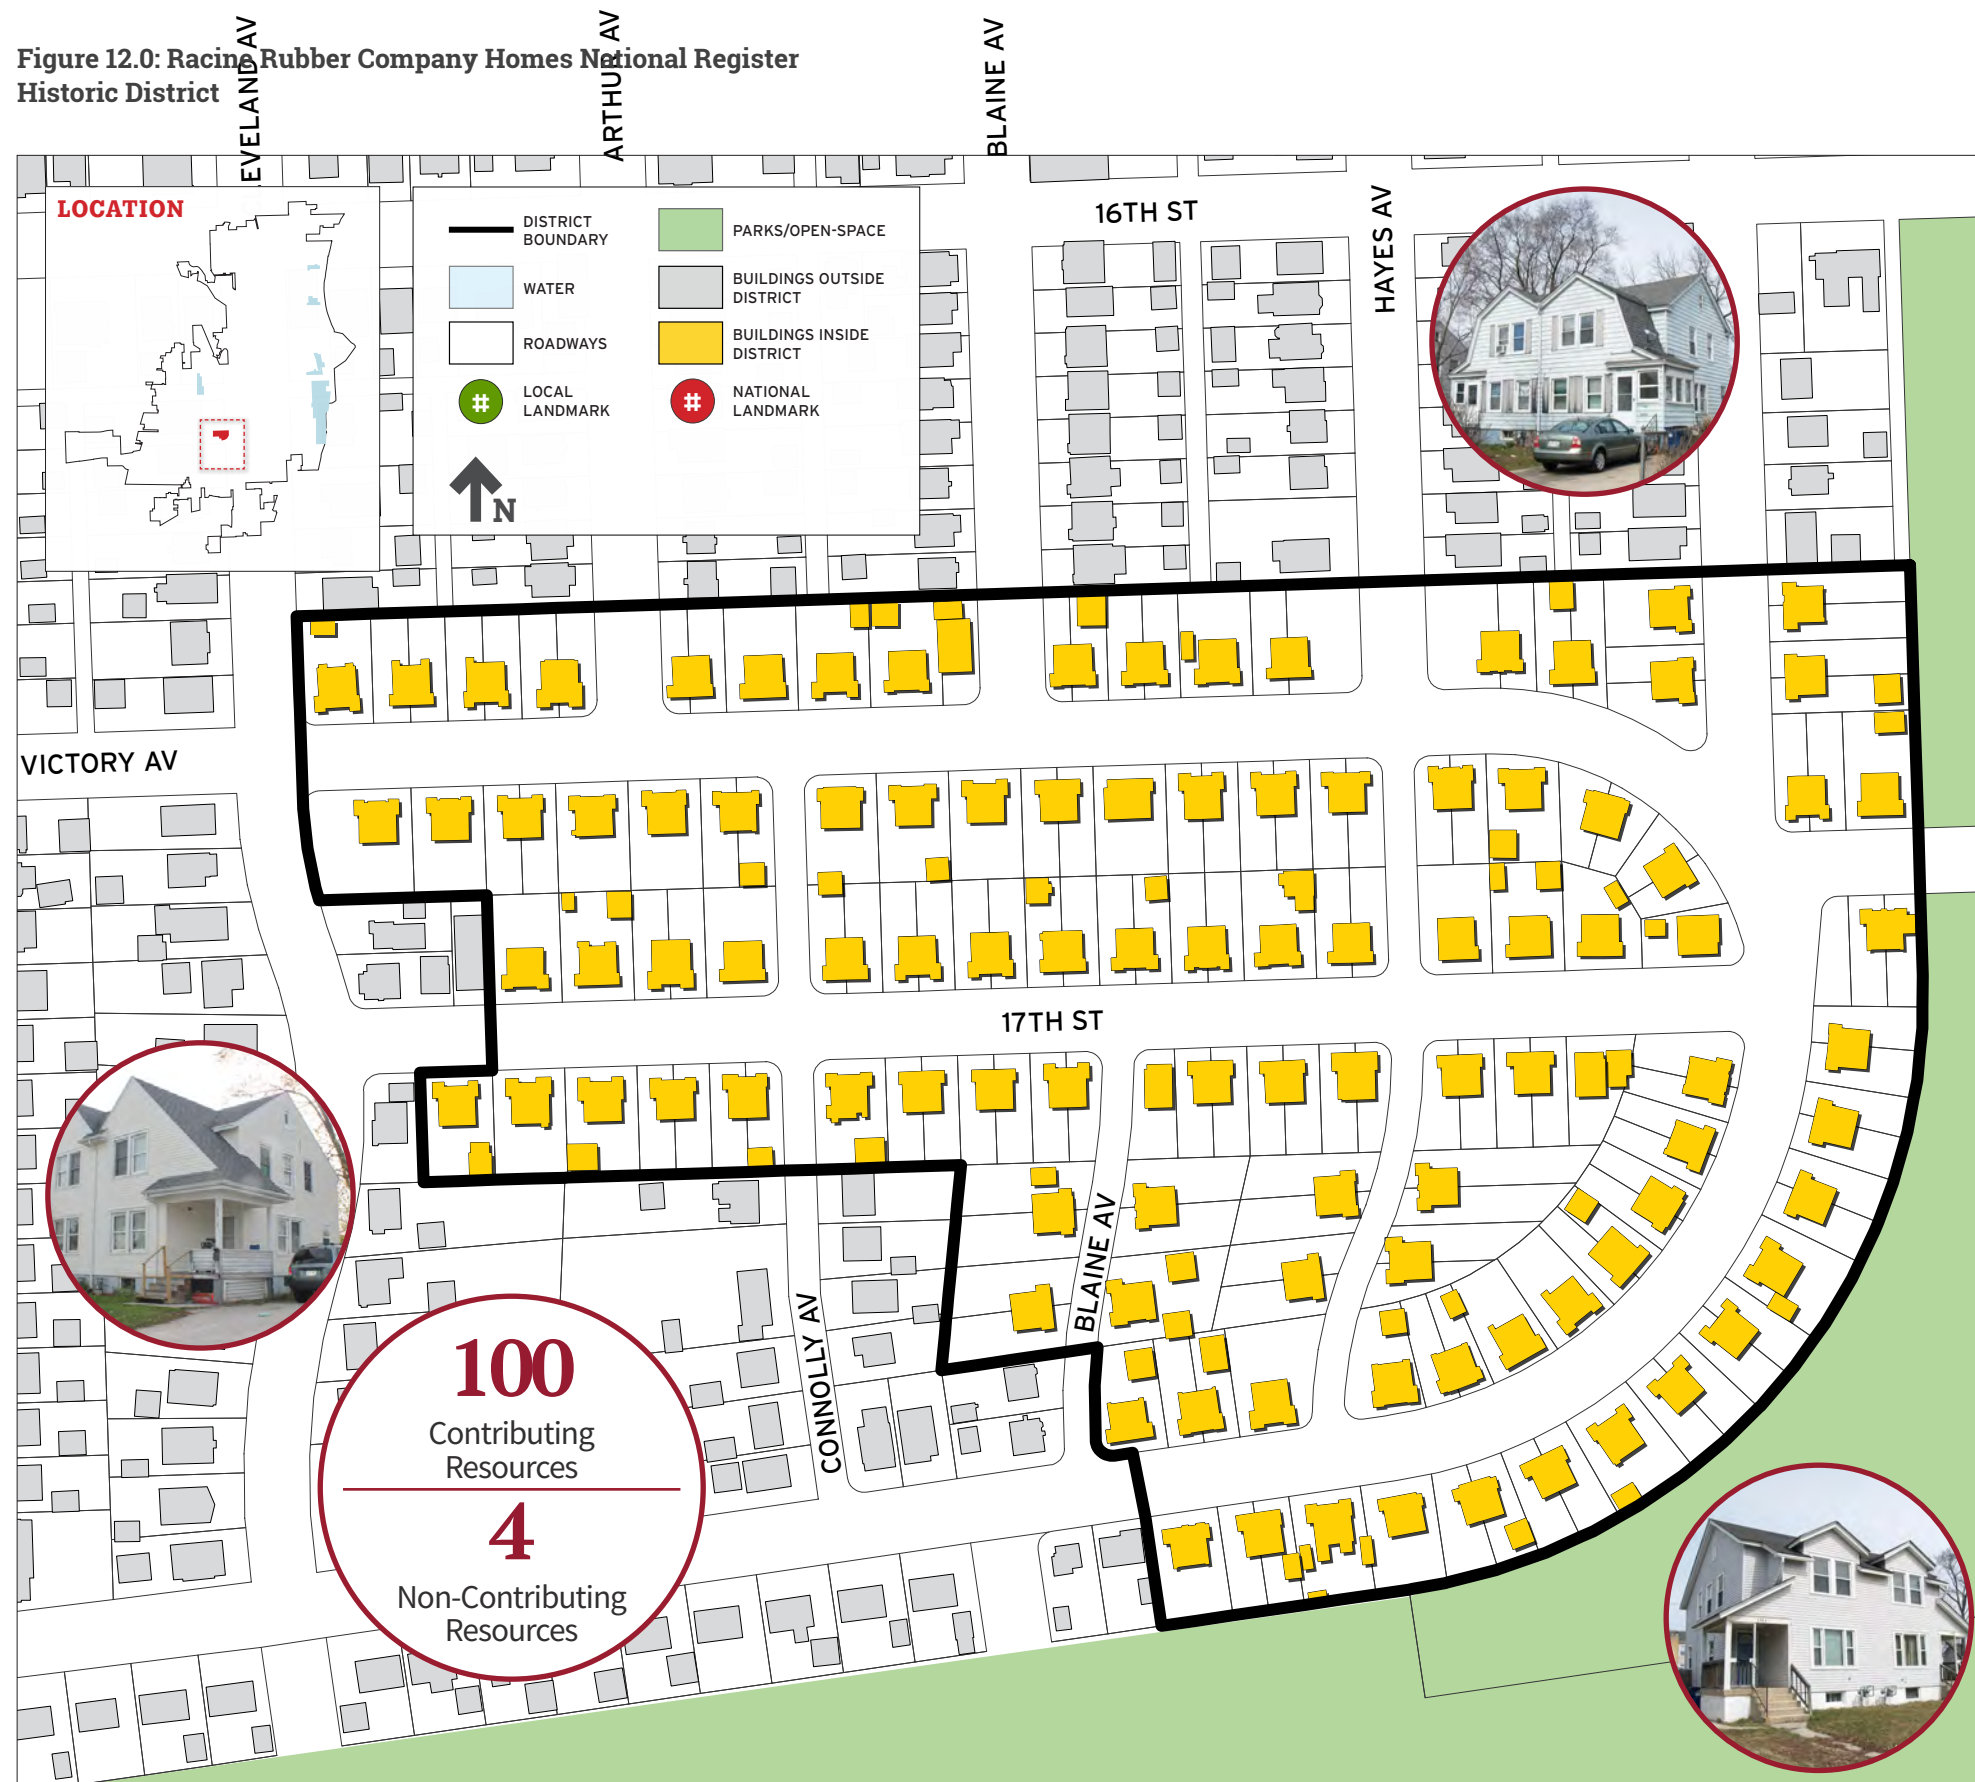 Figure 12.0: Racine Rubber Company Homes National Register
Historic District
EVELAND AV
ARTHUR AV
BLAINE AV
LOCATION
DISTRICT
BOUNDARY
WATER
ROADWAYS
LOCAL
LANDMARK
#
PARKS/OPEN-SPACE
BUILDINGS OUTSIDE
DISTRICT
BUILDINGS INSIDE
DISTRICT
NATIONAL
LANDMARK
#
N
16TH ST
HAYES AV
VICTORY AV
17TH ST
BLAINE AV
CONNOLLY AV
100
Contributing
Resources
4
Non-Contributing
Resources